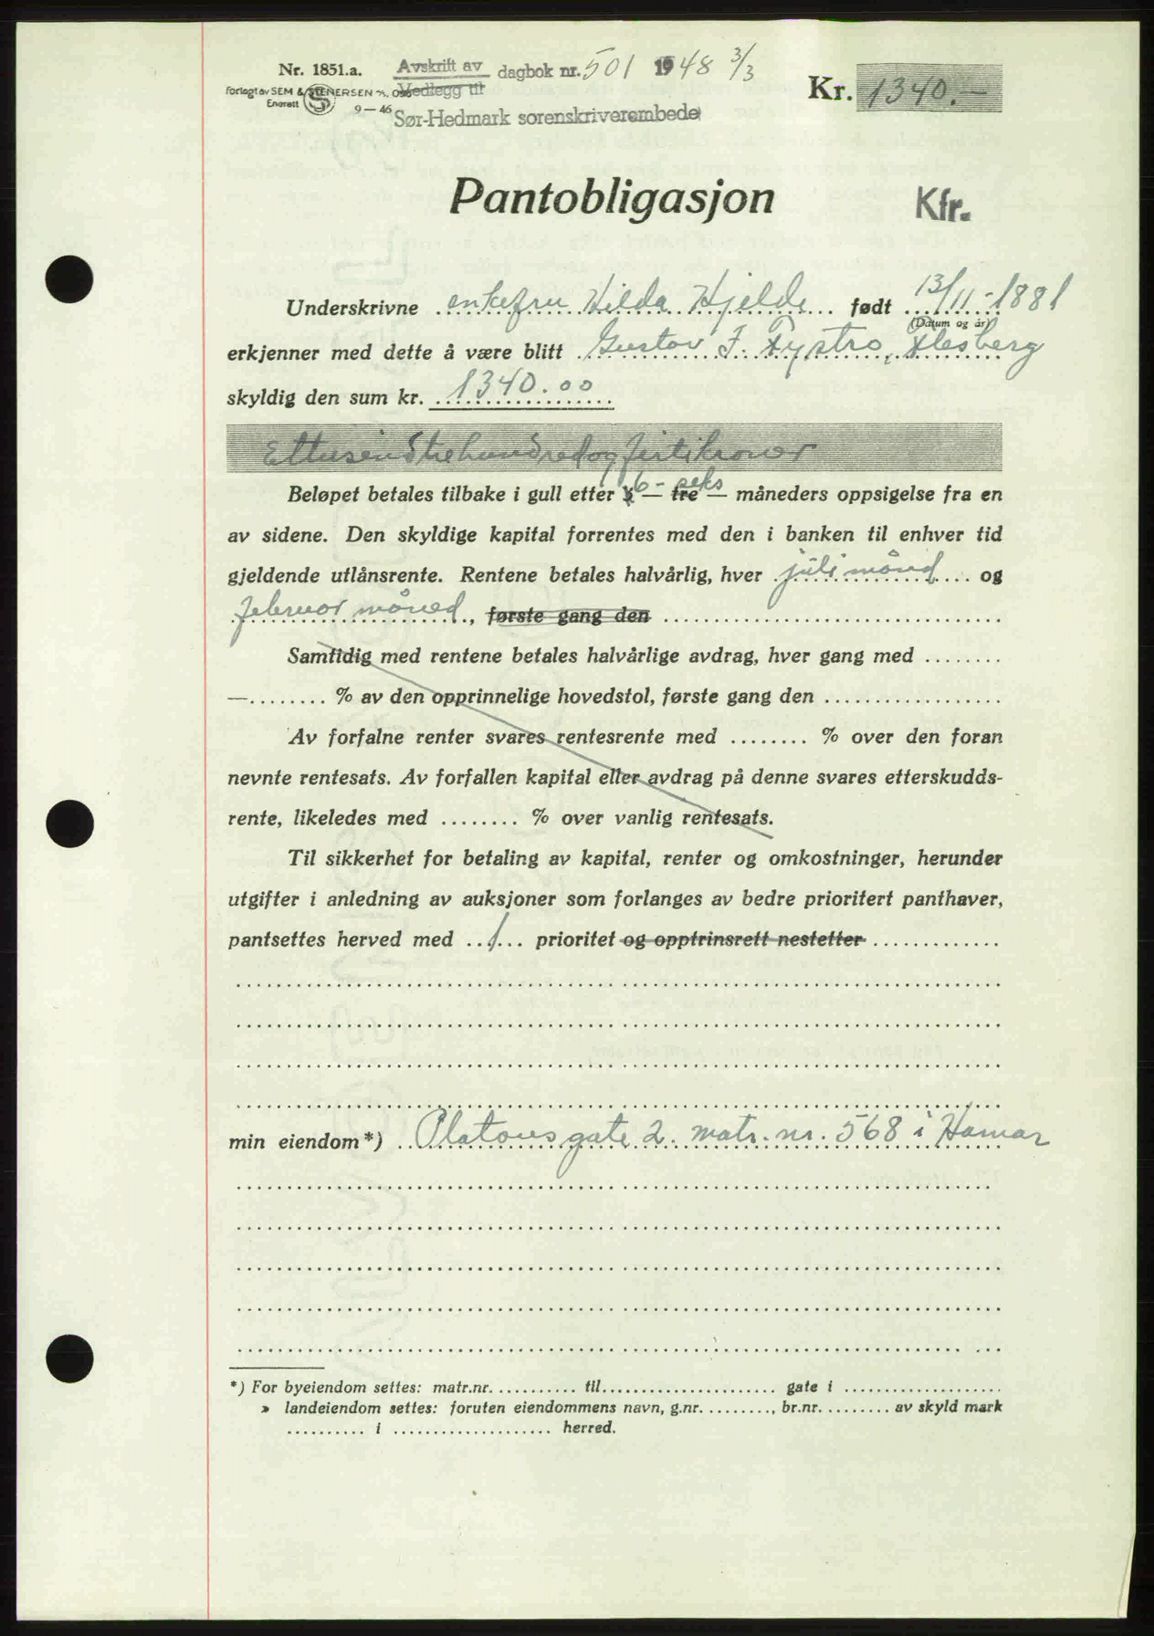 Nr. 1851.a. Avskrift av dagbok nr. 501 1948 3/3
Forlagt av SEM & STENERSEN A/S, Oslo Vedlegg til Kr. 1340.-
Enerett 9-46
Sør-Hedmark sorenskriverembede
Pantobligasjon Kfr.
Underskrivne enkefru Hilda Hjelde født 13/11-1881
(Datum og år)
erkjenner med dette å være blitt Gustav F. Fystro, Flesberg
skyldig den sum kr. 1340.00
Ettusindtrehundredogførtikroner
Beløpet betales tilbake i gull etter 6 - seks — tre — måneders oppsigelse fra en
av sidene. Den skyldige kapital forrentes med den i banken til enhver tid
gjeldende utlånsrente. Rentene betales halvårlig, hver juli måned og
februar måned, første gang den
Samtidig med rentene betales halvårlige avdrag, hver gang med ........
—........ % av den opprinnelige hovedstol, første gang den ..................
Av forfalne renter svares rentesrente med ........ % over den foran
nevnte rentesats. Av forfallen kapital eller avdrag på denne svares etterskudds-
rente, likeledes med ........ % over vanlig rentesats.
Til sikkerhet for betaling av kapital, renter og omkostninger, herunder
utgifter i anledning av auksjoner som forlanges av bedre prioritert panthaver,
pantsettes herved med 1 prioritet og opptrinsrett nestetter
min eiendom*) Platousgate 2. matr. nr. 568 i Hamar
*) For byeiendom settes: matr.nr. ........... til...................... gate i ....................
» landeiendom settes: foruten eiendommens navn, g.nr. ........., br.nr. ......... av skyld mark
.......... i .................... herred.